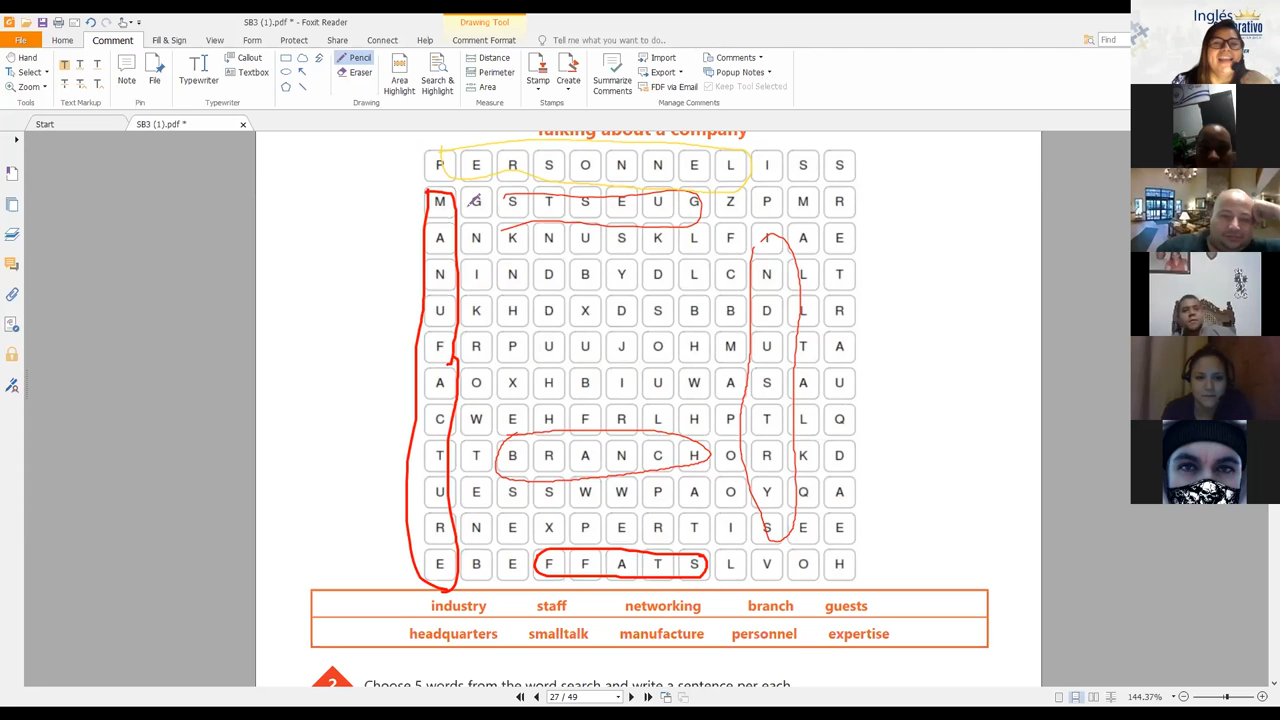 SB3 (1).pdf * - Foxit Reader
Drawing Tool
File Home Comment Fill & Sign View Form Protect Share Connect Help Comment Format Tell me what you want to do... Find
Hand Select Zoom Tools
T T T T T T Text Markup
Note File Pin
Typewriter Callout Textbox Typewriter
Pencil Eraser Drawing
Area Highlight Search & Highlight
Distance Perimeter Area Measure
Stamp Create Stamps
Summarize Comments Import Export FDF via Email Comments Popup Notes Keep Tool Selected Manage Comments
Start SB3 (1).pdf *
Inglés
Talking about a company
P E R S O N N E L I S S
M G S T S E U G Z P M R
A N K N U S K L F I A E
N I N D B Y D L C N L T
U K H D X D S B B D L R
F R P U U J O H M U T A
A O X H B I U W A S A U
C W E H F R L H P T L Q
T T B R A N C H O R K D
U E S S W W P A O Y Q A
R N E X P E R T I S E E
E B E F F A T S L V O H
industry staff networking branch guests
headquarters smalltalk manufacture personnel expertise
2 Choose 5 words from the word search and write a sentence per each
27 / 49
144.37%